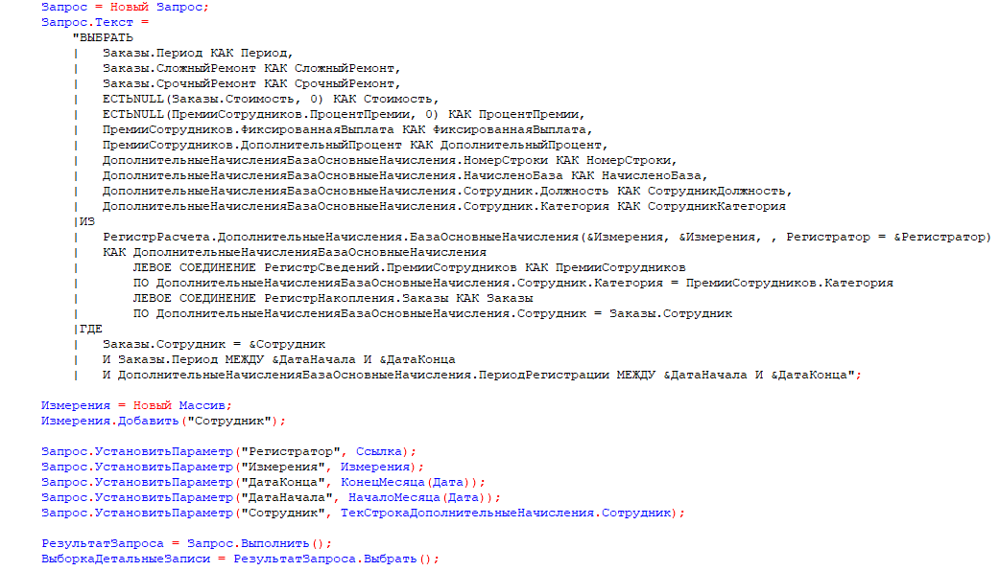 Запрос = Новый Запрос;
Запрос.Текст =
"ВЫБРАТЬ
|   Заказы.Период КАК Период,
|   Заказы.СложныйРемонт КАК СложныйРемонт,
|   Заказы.СрочныйРемонт КАК СрочныйРемонт,
|   ЕСТЬNULL(Заказы.Стоимость, 0) КАК Стоимость,
|   ЕСТЬNULL(ПремииСотрудников.ПроцентПремии, 0) КАК ПроцентПремии,
|   ПремииСотрудников.ФиксированнаяВыплата КАК ФиксированнаяВыплата,
|   ПремииСотрудников.ДополнительныйПроцент КАК ДополнительныйПроцент,
|   ДополнительныеНачисленияБазаОсновныеНачисления.НомерСтроки КАК НомерСтроки,
|   ДополнительныеНачисленияБазаОсновныеНачисления.НачисленоБаза КАК НачисленоБаза,
|   ДополнительныеНачисленияБазаОсновныеНачисления.Сотрудник.Должность КАК СотрудникДолжность,
|   ДополнительныеНачисленияБазаОсновныеНачисления.Сотрудник.Категория КАК СотрудникКатегория
|ИЗ
|   РегистрРасчета.ДополнительныеНачисления.БазаОсновныеНачисления(&Измерения, &Измерения, , Регистратор = &Регистратор)
|   КАК ДополнительныеНачисленияБазаОсновныеНачисления
|       ЛЕВОЕ СОЕДИНЕНИЕ РегистрСведений.ПремииСотрудников КАК ПремииСотрудников
|       ПО ДополнительныеНачисленияБазаОсновныеНачисления.Сотрудник.Категория = ПремииСотрудников.Категория
|       ЛЕВОЕ СОЕДИНЕНИЕ РегистрНакопления.Заказы КАК Заказы
|       ПО ДополнительныеНачисленияБазаОсновныеНачисления.Сотрудник = Заказы.Сотрудник
|ГДЕ
|   Заказы.Сотрудник = &Сотрудник
|   И Заказы.Период МЕЖДУ &ДатаНачала И &ДатаКонца
|   И ДополнительныеНачисленияБазаОсновныеНачисления.ПериодРегистрации МЕЖДУ &ДатаНачала И &ДатаКонца";
Измерения = Новый Массив;
Измерения.Добавить("Сотрудник");
Запрос.УстановитьПараметр("Регистратор", Ссылка);
Запрос.УстановитьПараметр("Измерения", Измерения);
Запрос.УстановитьПараметр("ДатаКонца", КонецМесяца(Дата));
Запрос.УстановитьПараметр("ДатаНачала", НачалоМесяца(Дата));
Запрос.УстановитьПараметр("Сотрудник", ТекСтрокаДополнительныеНачисления.Сотрудник);
РезультатЗапроса = Запрос.Выполнить();
ВыборкаДетальныеЗаписи = РезультатЗапроса.Выбрать();